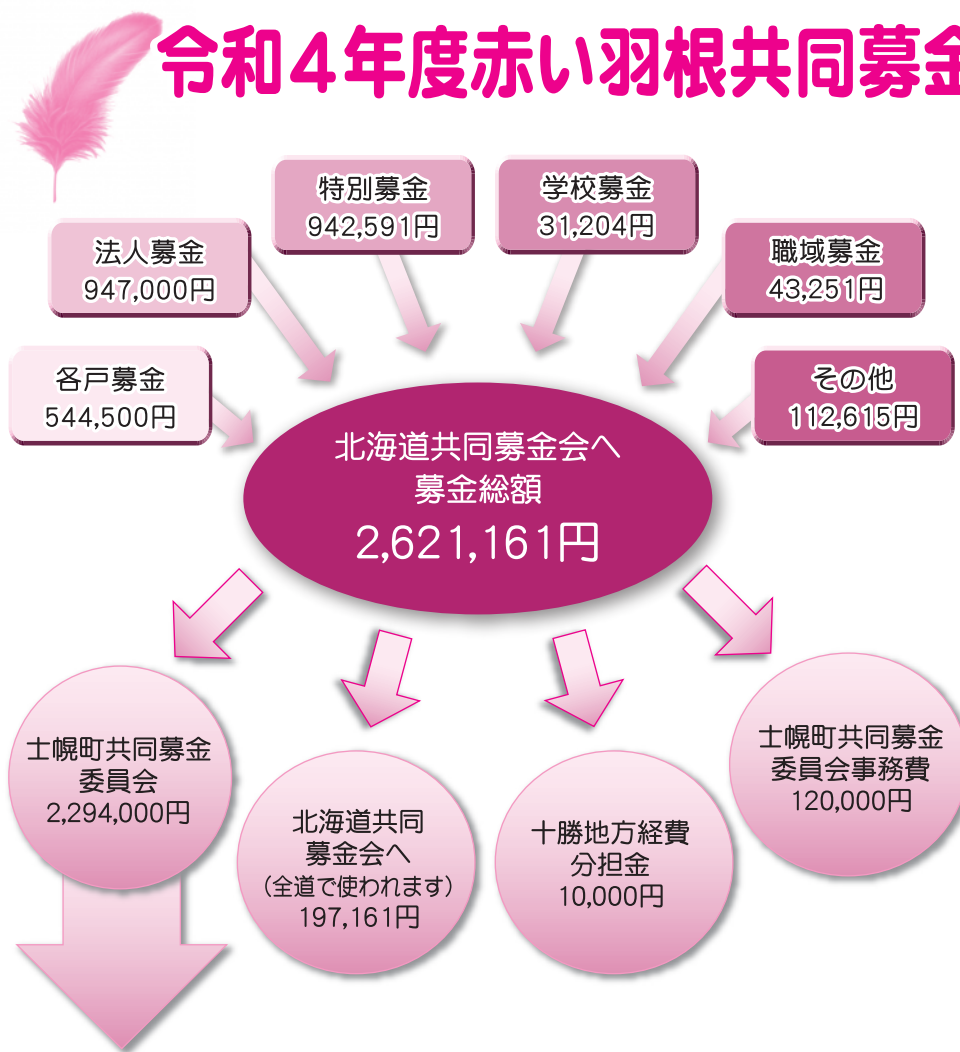 令和4年度赤い羽根共同募金
特別募金
942,591円
学校募金
31,204円
法人募金
947,000円
職域募金
43,251円
各戸募金
544,500円
その他
112,615円
北海道共同募金会へ
募金総額
2,621,161円
士幌町共同募金
委員会
2,294,000円
北海道共同
募金会へ
(全道で使われます)
197,161円
十勝地方経費
分担金
10,000円
士幌町共同募金
委員会事務費
120,000円